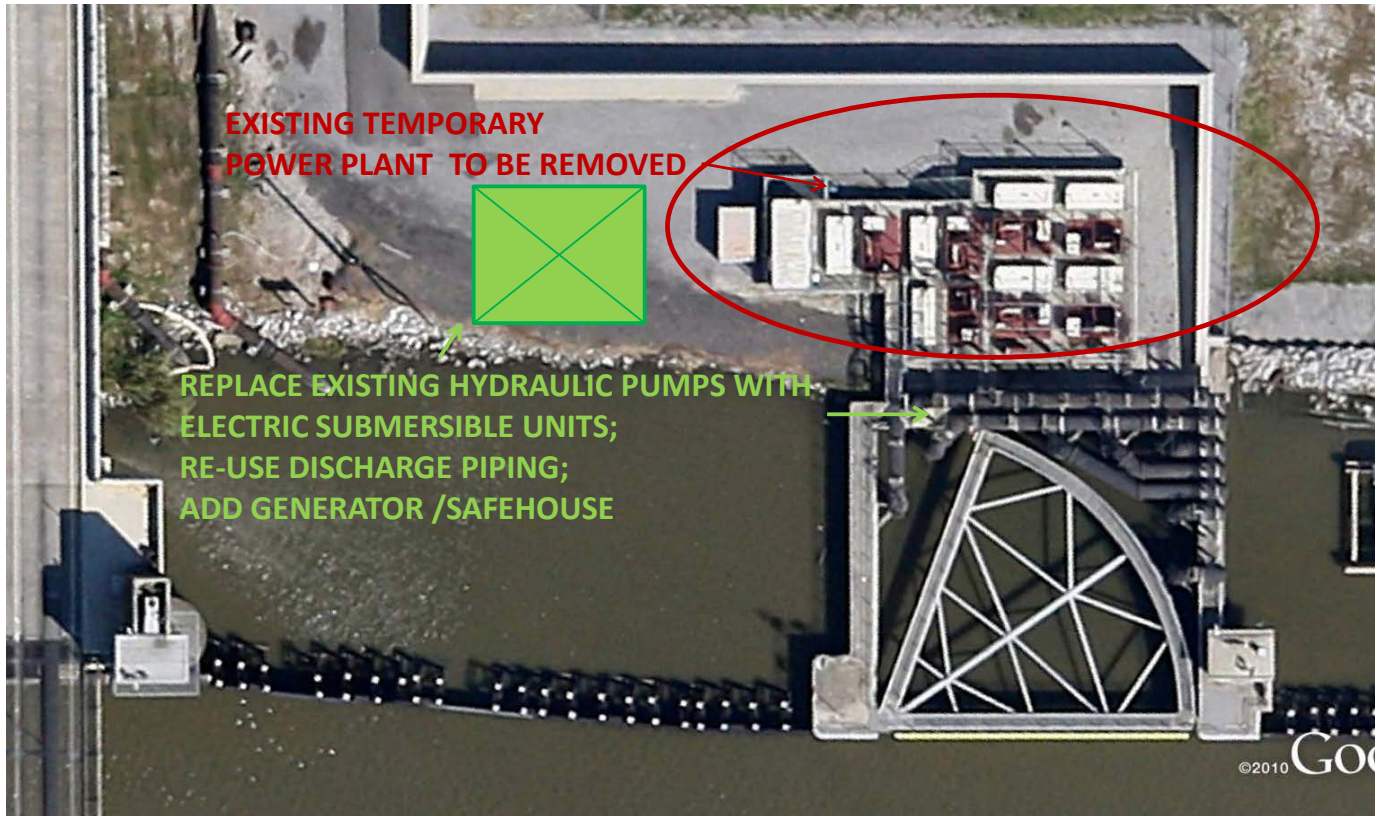 EXISTING TEMPORARY
POWER PLANT TO BE REMOVED
REPLACE EXISTING HYDRAULIC PUMPS WITH
ELECTRIC SUBMERSIBLE UNITS;
RE-USE DISCHARGE PIPING;
ADD GENERATOR /SAFEHOUSE
©2010